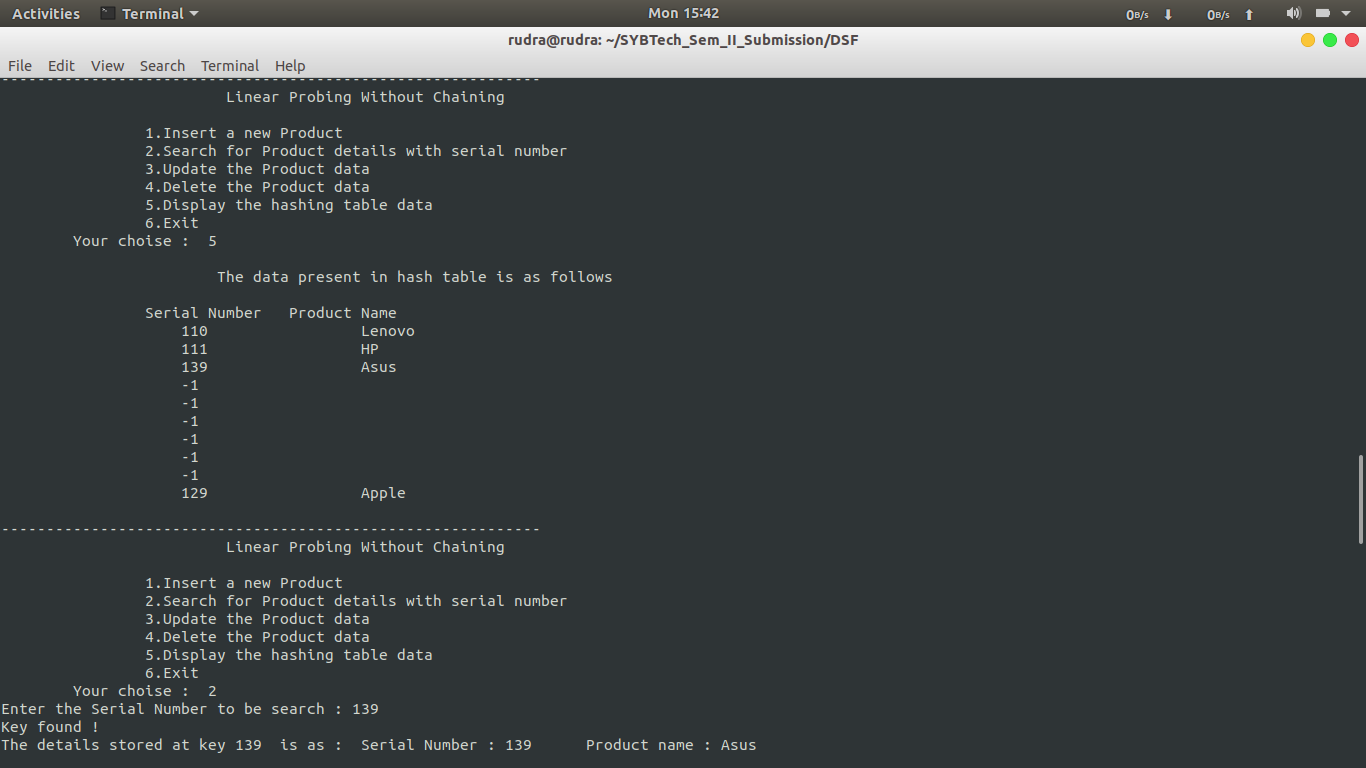 Activities Terminal Mon 15:42 0B/s 0B/s
rudra@rudra: ~/SYBTech_Sem_II_Submission/DSF
File Edit View Search Terminal Help
------------------------------------------------------------
Linear Probing Without Chaining
1.Insert a new Product
2.Search for Product details with serial number
3.Update the Product data
4.Delete the Product data
5.Display the hashing table data
6.Exit
Your choise : 5
The data present in hash table is as follows
Serial Number Product Name
110 Lenovo
111 HP
139 Asus
-1
-1
-1
-1
-1
-1
129 Apple
------------------------------------------------------------
Linear Probing Without Chaining
1.Insert a new Product
2.Search for Product details with serial number
3.Update the Product data
4.Delete the Product data
5.Display the hashing table data
6.Exit
Your choise : 2
Enter the Serial Number to be search : 139
Key found !
The details stored at key 139 is as : Serial Number : 139 Product name : Asus